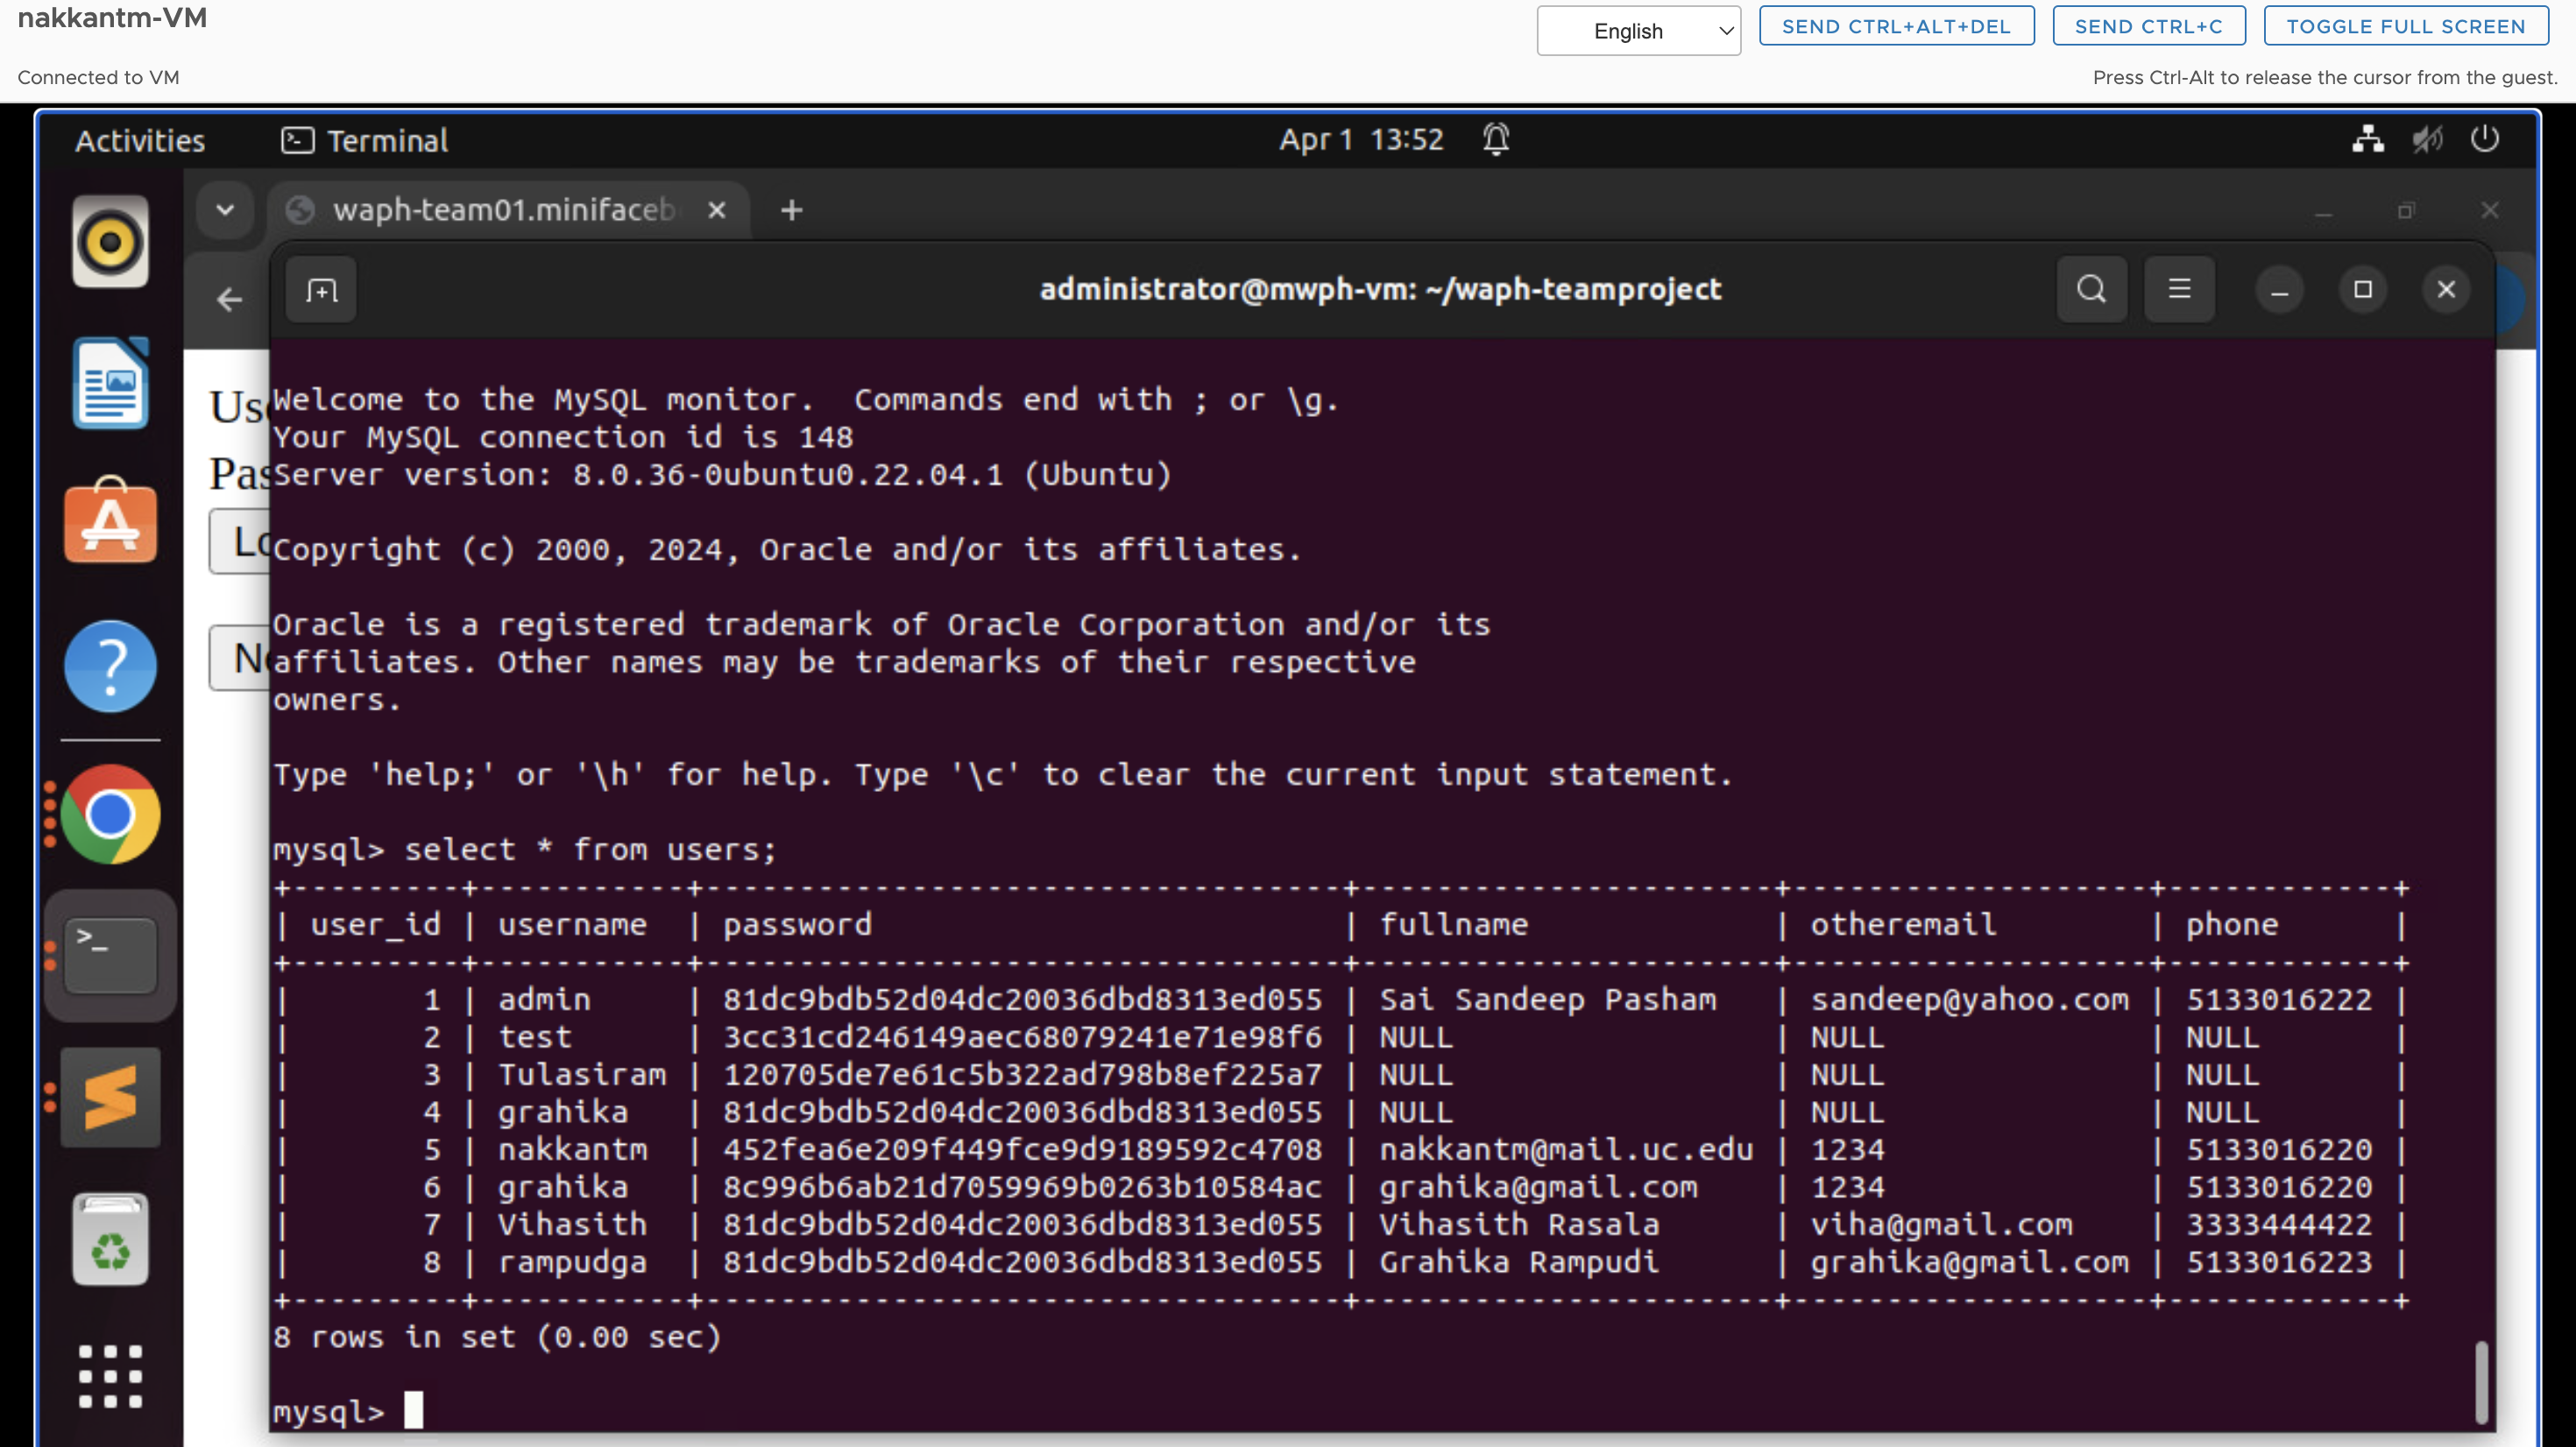 nakkantm-VM
English
SEND CTRL+ALT+DEL
SEND CTRL+C
TOGGLE FULL SCREEN
Connected to VM
Press Ctrl-Alt to release the cursor from the guest.
Activities
Terminal
Apr 1 13:52
waph-team01.minifaceb
administrator@mwph-vm: ~/waph-teamproject
Welcome to the MySQL monitor.  Commands end with ; or \g.
Your MySQL connection id is 148
Server version: 8.0.36-0ubuntu0.22.04.1 (Ubuntu)
Copyright (c) 2000, 2024, Oracle and/or its affiliates.
Oracle is a registered trademark of Oracle Corporation and/or its
affiliates. Other names may be trademarks of their respective
owners.
Type 'help;' or '\h' for help. Type '\c' to clear the current input statement.
mysql> select * from users;
+---------+-----------+----------------------------------+----------------------+-------------------+------------+
| user_id | username  | password                         | fullname             | otheremail        | phone      |
+---------+-----------+----------------------------------+----------------------+-------------------+------------+
|       1 | admin     | 81dc9bdb52d04dc20036dbd8313ed055 | Sai Sandeep Pasham   | sandeep@yahoo.com | 5133016222 |
|       2 | test      | 3cc31cd246149aec68079241e71e98f6 | NULL                 | NULL              | NULL       |
|       3 | Tulasiram | 120705de7e61c5b322ad798b8ef225a7 | NULL                 | NULL              | NULL       |
|       4 | grahika   | 81dc9bdb52d04dc20036dbd8313ed055 | NULL                 | NULL              | NULL       |
|       5 | nakkantm  | 452fea6e209f449fce9d9189592c4708 | nakkantm@mail.uc.edu | 1234              | 5133016220 |
|       6 | grahika   | 8c996b6ab21d7059969b0263b10584ac | grahika@gmail.com    | 1234              | 5133016220 |
|       7 | Vihasith  | 81dc9bdb52d04dc20036dbd8313ed055 | Vihasith Rasala      | viha@gmail.com    | 3333444422 |
|       8 | rampudga  | 81dc9bdb52d04dc20036dbd8313ed055 | Grahika Rampudi      | grahika@gmail.com | 5133016223 |
+---------+-----------+----------------------------------+----------------------+-------------------+------------+
8 rows in set (0.00 sec)
mysql>